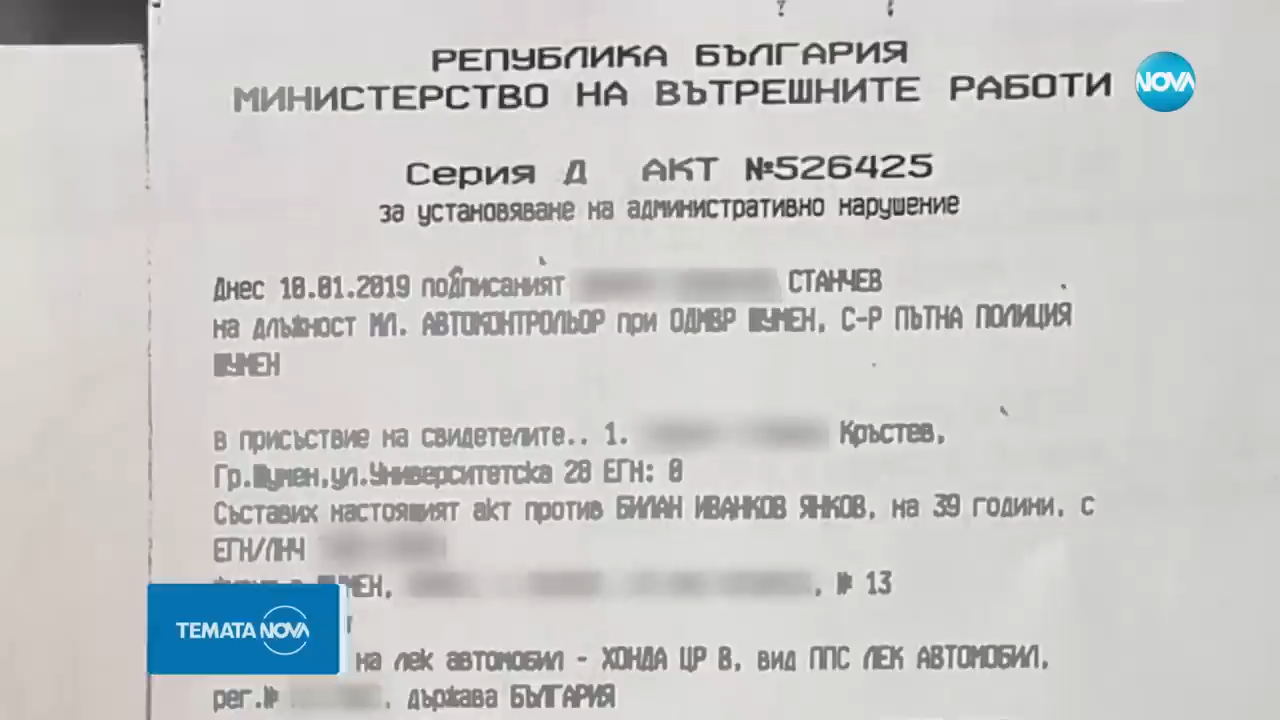 РЕПУБЛИКА БЪЛГАРИЯ
МИНИСТЕРСТВО НА ВЪТРЕШНИТЕ РАБОТИ
NOVA
Серия Д АКТ №526425
за установяване на административно нарушение
Днес 10.01.2019 подписаният СТАНЧЕВ
на длъжност МЛ. АВТОКОНТРОЛЬОР при ОДМВР ШУМЕН, С-Р ПЪТНА ПОЛИЦИЯ
ШУМЕН
в присъствие на свидетелите.. 1. Кръстев,
Гр.Шумен,ул.Университетска 28 ЕГН: 0
Съставих настоящият акт против БИЛАН ИВАНКОВ ЯНКОВ, на 39 години, с
ЕГН/ЛНЧ
, № 13
ТЕМАТА NOVA
на лек автомобил - ХОНДА ЦР В, вид ППС ЛЕК АВТОМОБИЛ,
рег.№ , държава БЪЛГАРИЯ